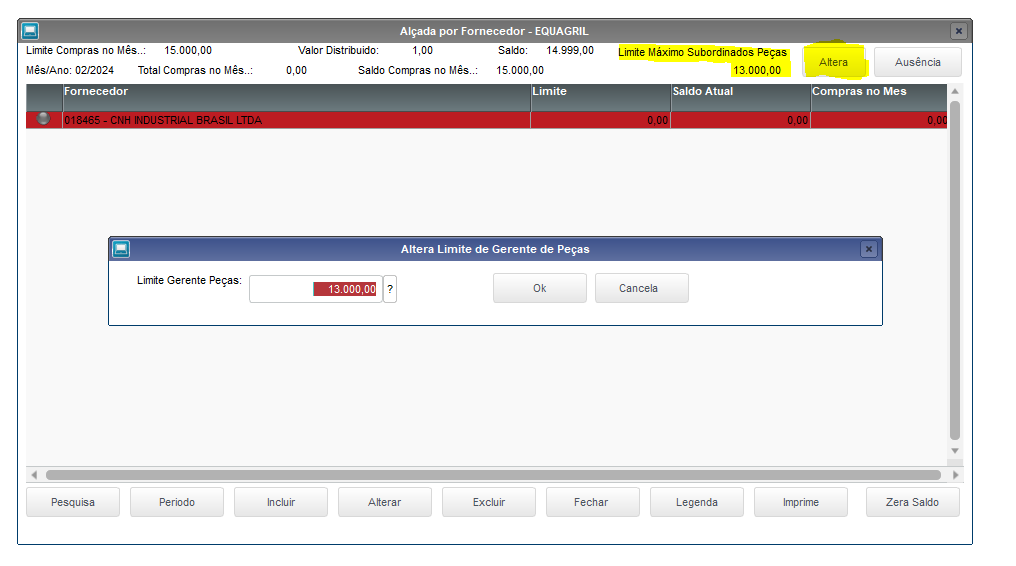 Alçada por Fornecedor - EQUAGRIL
Limite Compras no Mês..: 15.000,00 Valor Distribuido: 1,00 Saldo: 14.999,00 Limite Máximo Subordinados Peças
Mês/Ano: 02/2024 Total Compras no Mês..: 0,00 Saldo Compras no Mês..: 15.000,00 13.000,00
Altera Ausência
Fornecedor Limite Saldo Atual Compras no Mes
018465 - CNH INDUSTRIAL BRASIL LTDA 0,00 0,00 0,00
Altera Limite de Gerente de Peças
Limite Gerente Peças: 13.000,00 ? Ok Cancela
Pesquisa Periodo Incluir Alterar Excluir Fechar Legenda Imprime Zera Saldo